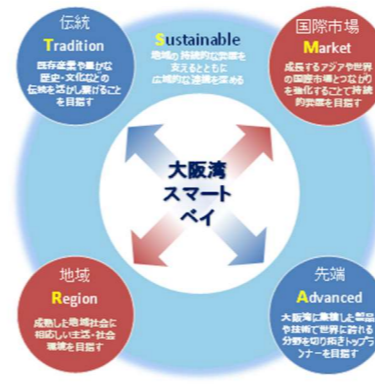 伝統
Tradition
既存産業や豊かな
歴史・文化などの
伝統を活かし繋げること
を目指す
Sustainable
地域の持続的な発展を
支えるとともに
広域的な連携を深める
国際市場
Market
成長するアジアや世界
の国際市場とつながり
を強化することで持続
的発展を目指す
大阪湾
スマート
ベイ
地域
Region
成熟した地域社会に
相応しい生活・社会
環境を目指す
先端
Advanced
大阪湾に集積した製品
や技術で世界に誇れる
分野を切り拓きトップラ
ンナーを目指す